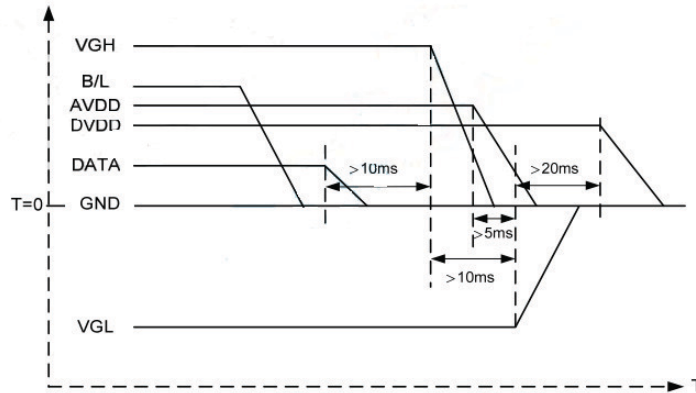 VGH
B/L
AVDD
DVDD
DATA
>10ms
>20ms
T=0
GND
>5ms
>10ms
VGL
T